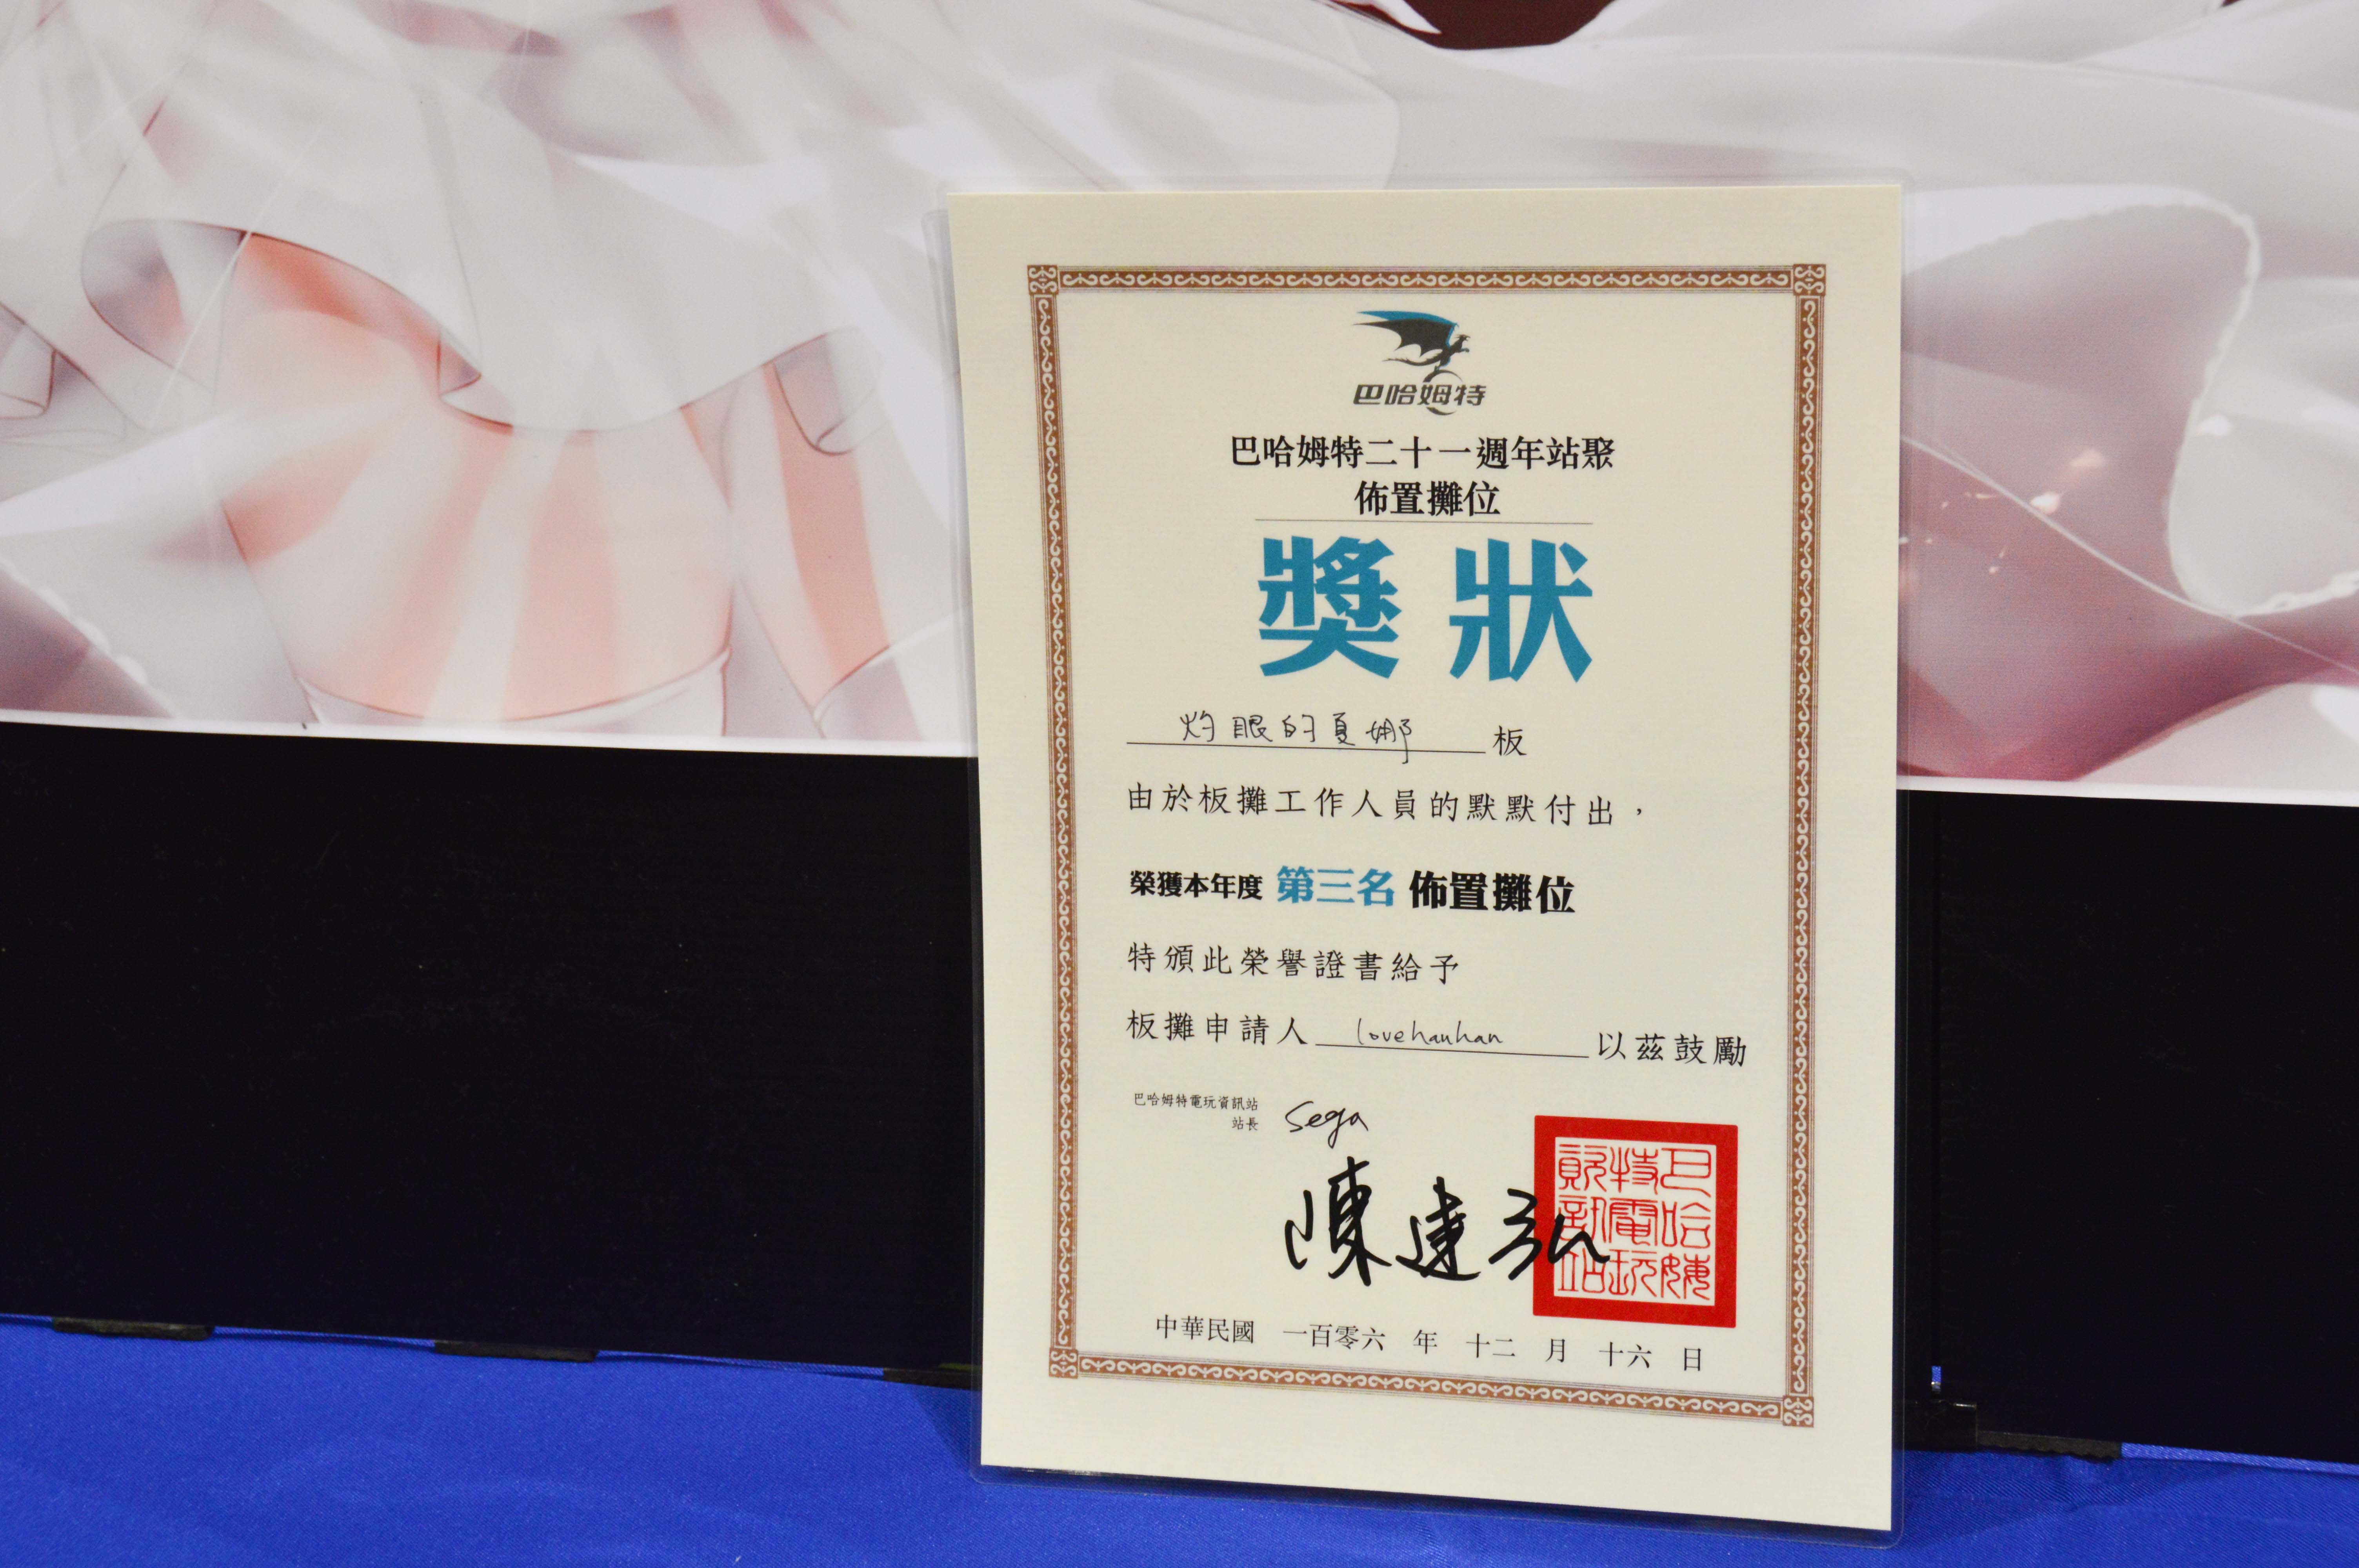 巴哈姆特
巴哈姆特二十一週年站聚
佈置攤位
獎狀
灼眼的夏娜 板
由於板攤工作人員的默默付出，
榮獲本年度 第三名 佈置攤位
特頒此榮譽證書給予
板攤申請人 lovehauhan 以茲鼓勵
巴哈姆特電玩資訊站
站長 Sega
陳建弘
巴哈姆特電玩資訊站
中華民國 一百零六 年 十二 月 十六 日